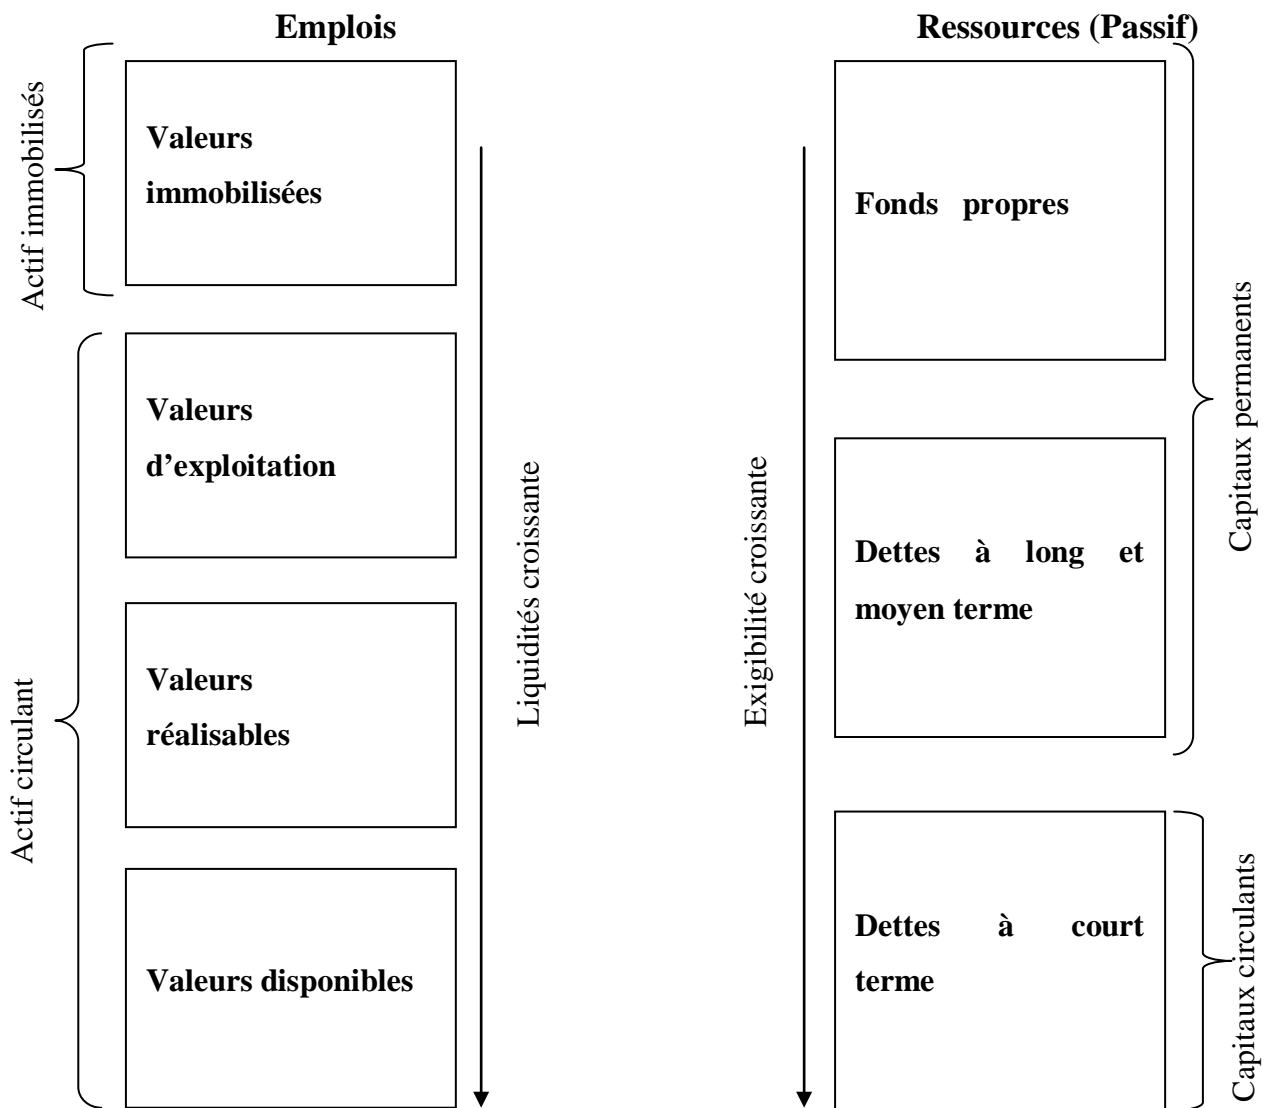 Emplois
Ressources (Passif)
Actif immobilisés
Valeurs
immobilisées
Valeurs
d’exploitation
Valeurs
réalisables
Valeurs disponibles
Actif circulant
Liquidités croissante
Exigibilité croissante
Fonds propres
Dettes à long et
moyen terme
Dettes à court
terme
Capitaux permanents
Capitaux circulants